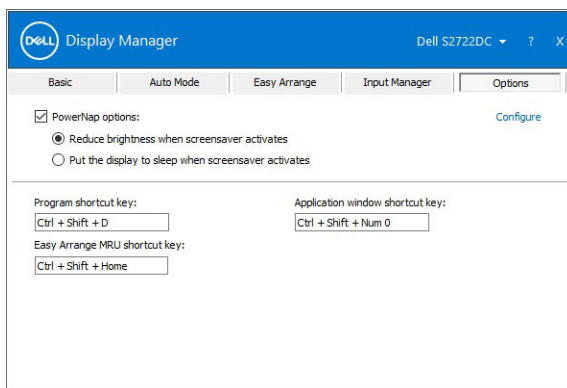 DELL Display Manager Dell S2722DC ? X
Basic Auto Mode Easy Arrange Input Manager Options
PowerNap options: Configure
Reduce brightness when screensaver activates
Put the display to sleep when screensaver activates
Program shortcut key: Application window shortcut key:
Ctrl + Shift + D Ctrl + Shift + Num 0
Easy Arrange MRU shortcut key:
Ctrl + Shift + Home